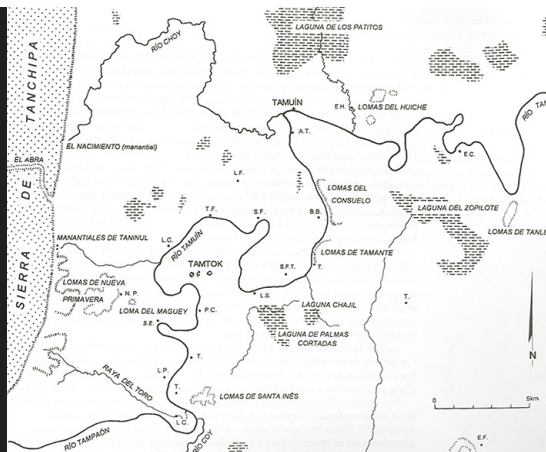 LAGUNA DE LOS PATITOS
RÍO CHOY
SIERRA DE TANCHIPA
TAMUÍN
E.H.
LOMAS DEL HUICHE
A.T.
EL NACIMIENTO (manantial)
E.C.
EL ABRA
L.F.
LOMAS DEL
CONSUELO
LAGUNA DEL ZOPILOTE
T.F.
S.F.
B.B.
LOMAS DE TANLE
MANANTIALES DE TANINUL
L.C.
RÍO TAMUÍN
LOMAS DE TAMANTE
TAMTOK
S.F.T.
T.
LOMAS DE NUEVA
PRIMAVERA
N.P.
L.S.
LAGUNA CHAJIL
T.
LOMA DEL MAGUEY
P.C.
S.E.
LAGUNA DE PALMAS
CORTADAS
N
T.
RAYA DEL TORO
L.P.
T.
LOMAS DE SANTA INÉS
0
5km
L.C.
RÍO TAMPAÓN
RÍO COY
E.F.